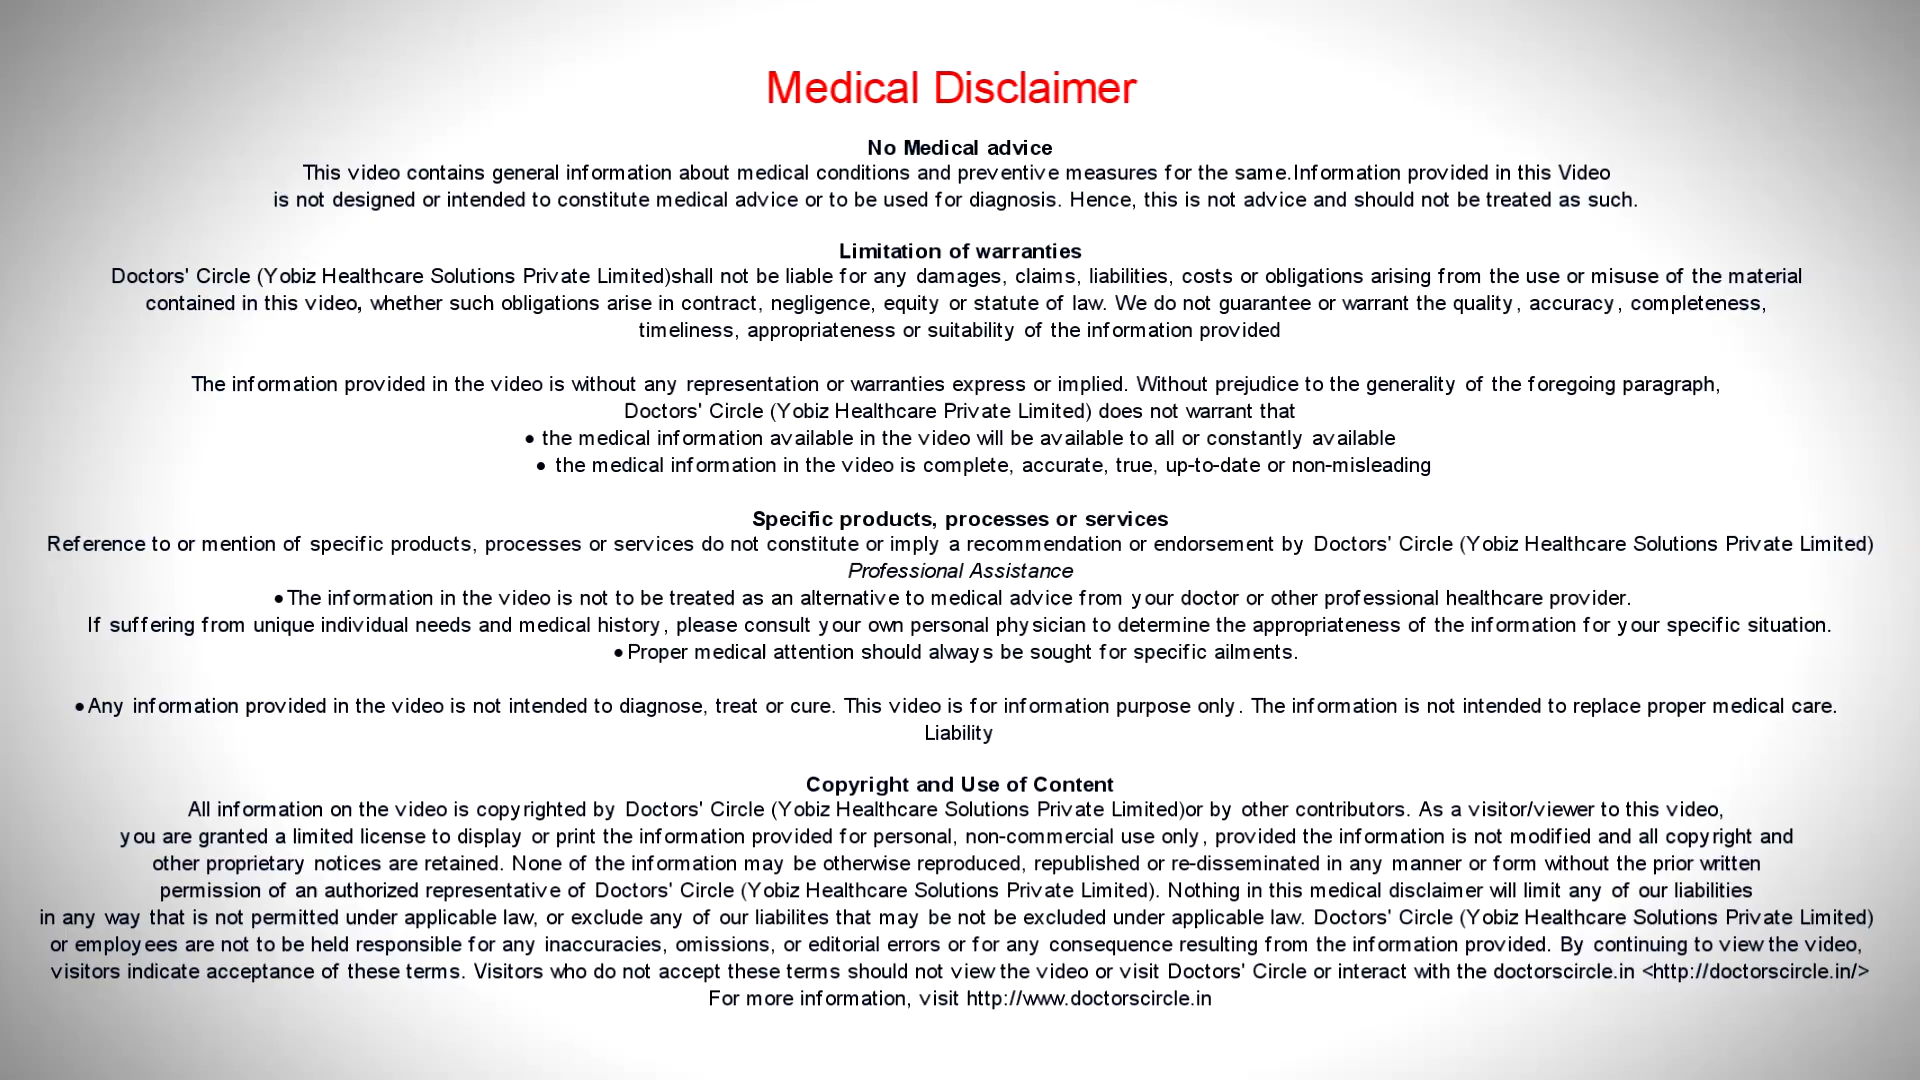 Medical Disclaimer
No Medical advice
This video contains general information about medical conditions and preventive measures for the same.Information provided in this Video
is not designed or intended to constitute medical advice or to be used for diagnosis. Hence, this is not advice and should not be treated as such.
Limitation of warranties
Doctors' Circle (Yobiz Healthcare Solutions Private Limited)shall not be liable for any damages, claims, liabilities, costs or obligations arising from the use or misuse of the material
contained in this video, whether such obligations arise in contract, negligence, equity or statute of law. We do not guarantee or warrant the quality, accuracy, completeness,
timeliness, appropriateness or suitability of the information provided
The information provided in the video is without any representation or warranties express or implied. Without prejudice to the generality of the foregoing paragraph,
Doctors' Circle (Yobiz Healthcare Private Limited) does not warrant that
• the medical information available in the video will be available to all or constantly available
• the medical information in the video is complete, accurate, true, up-to-date or non-misleading
Specific products, processes or services
Reference to or mention of specific products, processes or services do not constitute or imply a recommendation or endorsement by Doctors' Circle (Yobiz Healthcare Solutions Private Limited)
Professional Assistance
•The information in the video is not to be treated as an alternative to medical advice from your doctor or other professional healthcare provider.
If suffering from unique individual needs and medical history, please consult your own personal physician to determine the appropriateness of the information for your specific situation.
•Proper medical attention should always be sought for specific ailments.
•Any information provided in the video is not intended to diagnose, treat or cure. This video is for information purpose only. The information is not intended to replace proper medical care.
Liability
Copyright and Use of Content
All information on the video is copyrighted by Doctors' Circle (Yobiz Healthcare Solutions Private Limited)or by other contributors. As a visitor/viewer to this video,
you are granted a limited license to display or print the information provided for personal, non-commercial use only, provided the information is not modified and all copyright and
other proprietary notices are retained. None of the information may be otherwise reproduced, republished or re-disseminated in any manner or form without the prior written
permission of an authorized representative of Doctors' Circle (Yobiz Healthcare Solutions Private Limited). Nothing in this medical disclaimer will limit any of our liabilities
in any way that is not permitted under applicable law, or exclude any of our liabilites that may be not be excluded under applicable law. Doctors' Circle (Yobiz Healthcare Solutions Private Limited)
or employees are not to be held responsible for any inaccuracies, omissions, or editorial errors or for any consequence resulting from the information provided. By continuing to view the video,
visitors indicate acceptance of these terms. Visitors who do not accept these terms should not view the video or visit Doctors' Circle or interact with the doctorscircle.in <http://doctorscircle.in/>
For more information, visit http://www.doctorscircle.in